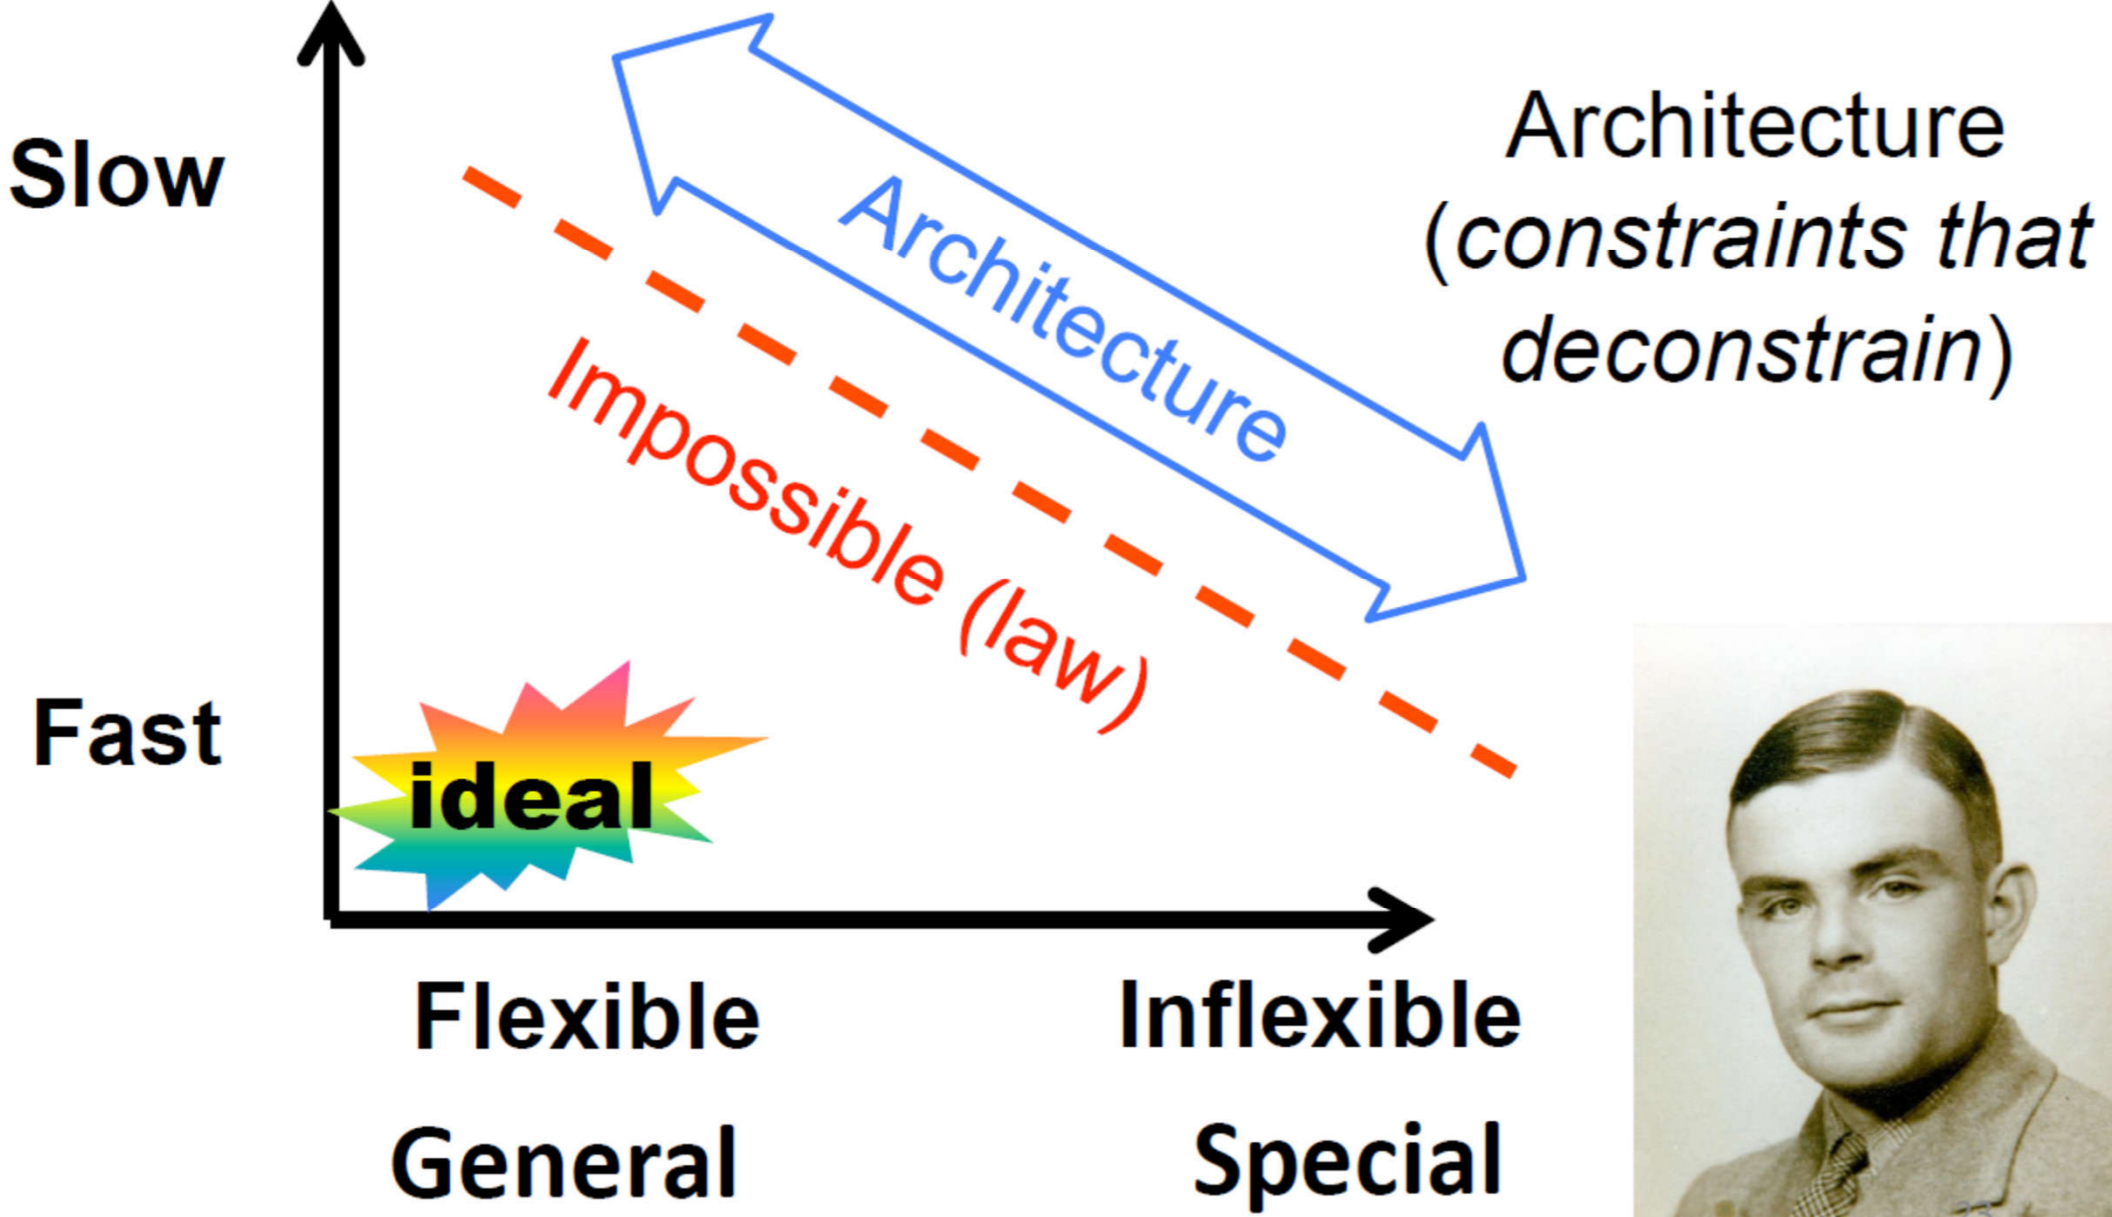 Slow
Architecture
Architecture
(constraints that
deconstrain)
Impossible (law)
Fast
ideal
Flexible
Inflexible
General
Special